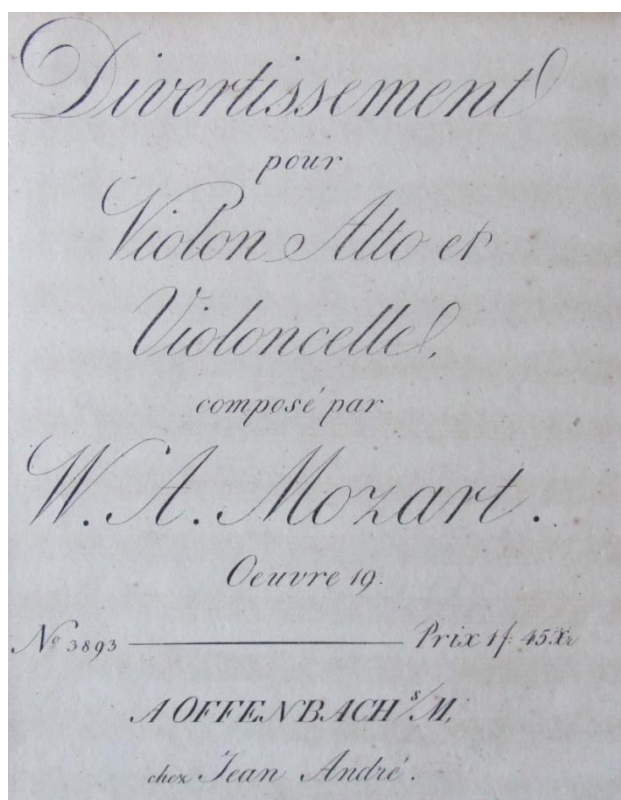 Divertissement
pour
Violon Alto et
Violoncelle,
composé par
W. A. Mozart.
Oeuvre 19.
No 3893 Prix 1f. 45Xr
A OFFENBACH s/M,
chez Jean André.